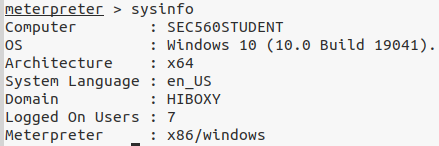 meterpreter > sysinfo
Computer : SEC560STUDENT
OS : Windows 10 (10.0 Build 19041).
Architecture : x64
System Language : en_US
Domain : HIBOXY
Logged On Users : 7
Meterpreter : x86/windows